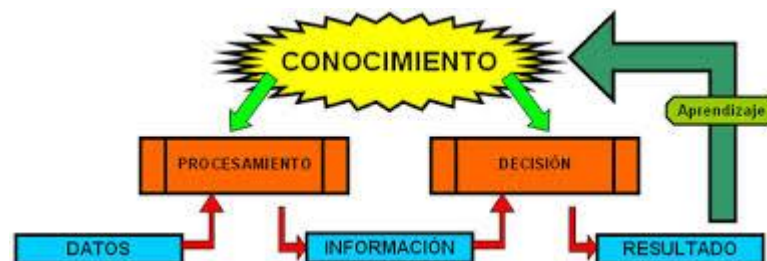 CONOCIMIENTO
Aprendizaje
PROCESAMIENTO
DECISIÓN
DATOS
INFORMACIÓN
RESULTADO